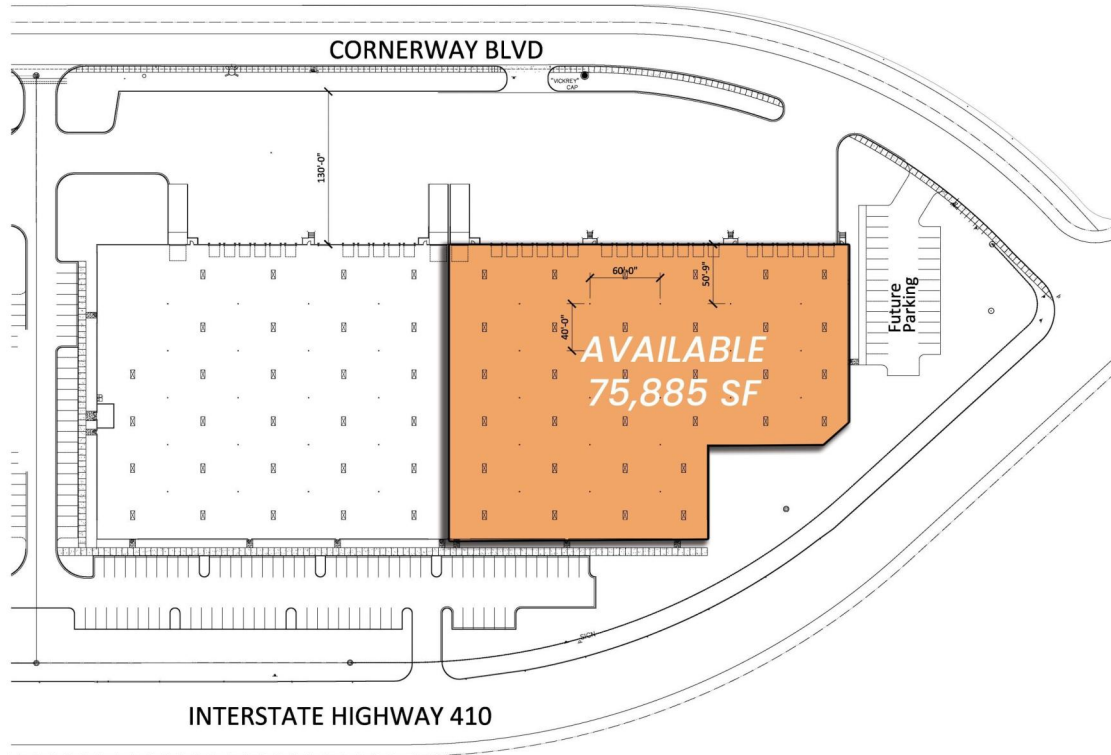 CORNERWAY BLVD
"VICKREY"
CAP
130'-0"
60'-0"
50'-9"
40'-0"
AVAILABLE
75,885 SF
Future
Parking
SIGN
INTERSTATE HIGHWAY 410